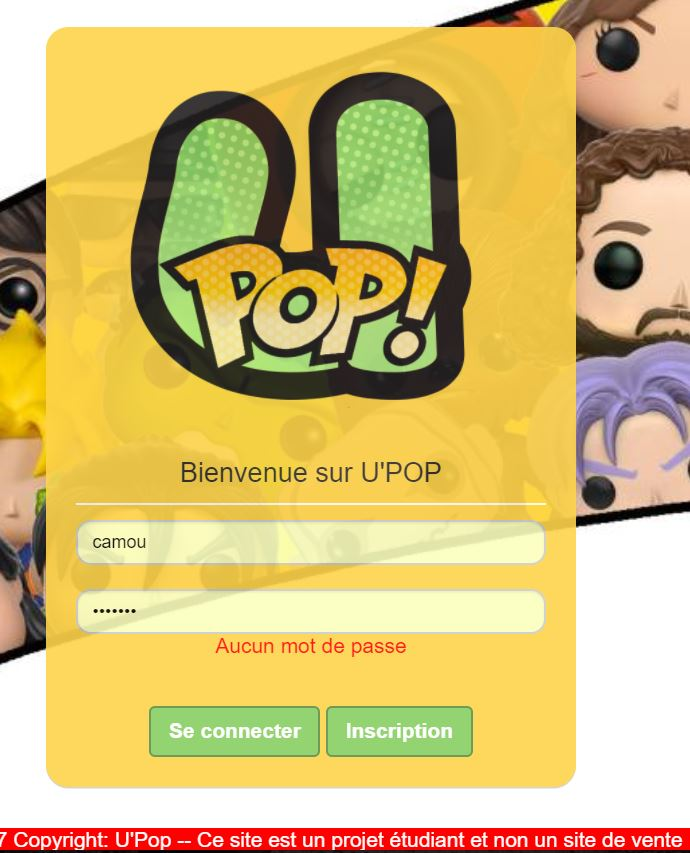 U
POP!
Bienvenue sur U'POP
camou
•••••••
Aucun mot de passe
Se connecter Inscription
7 Copyright: U'Pop -- Ce site est un projet étudiant et non un site de vente